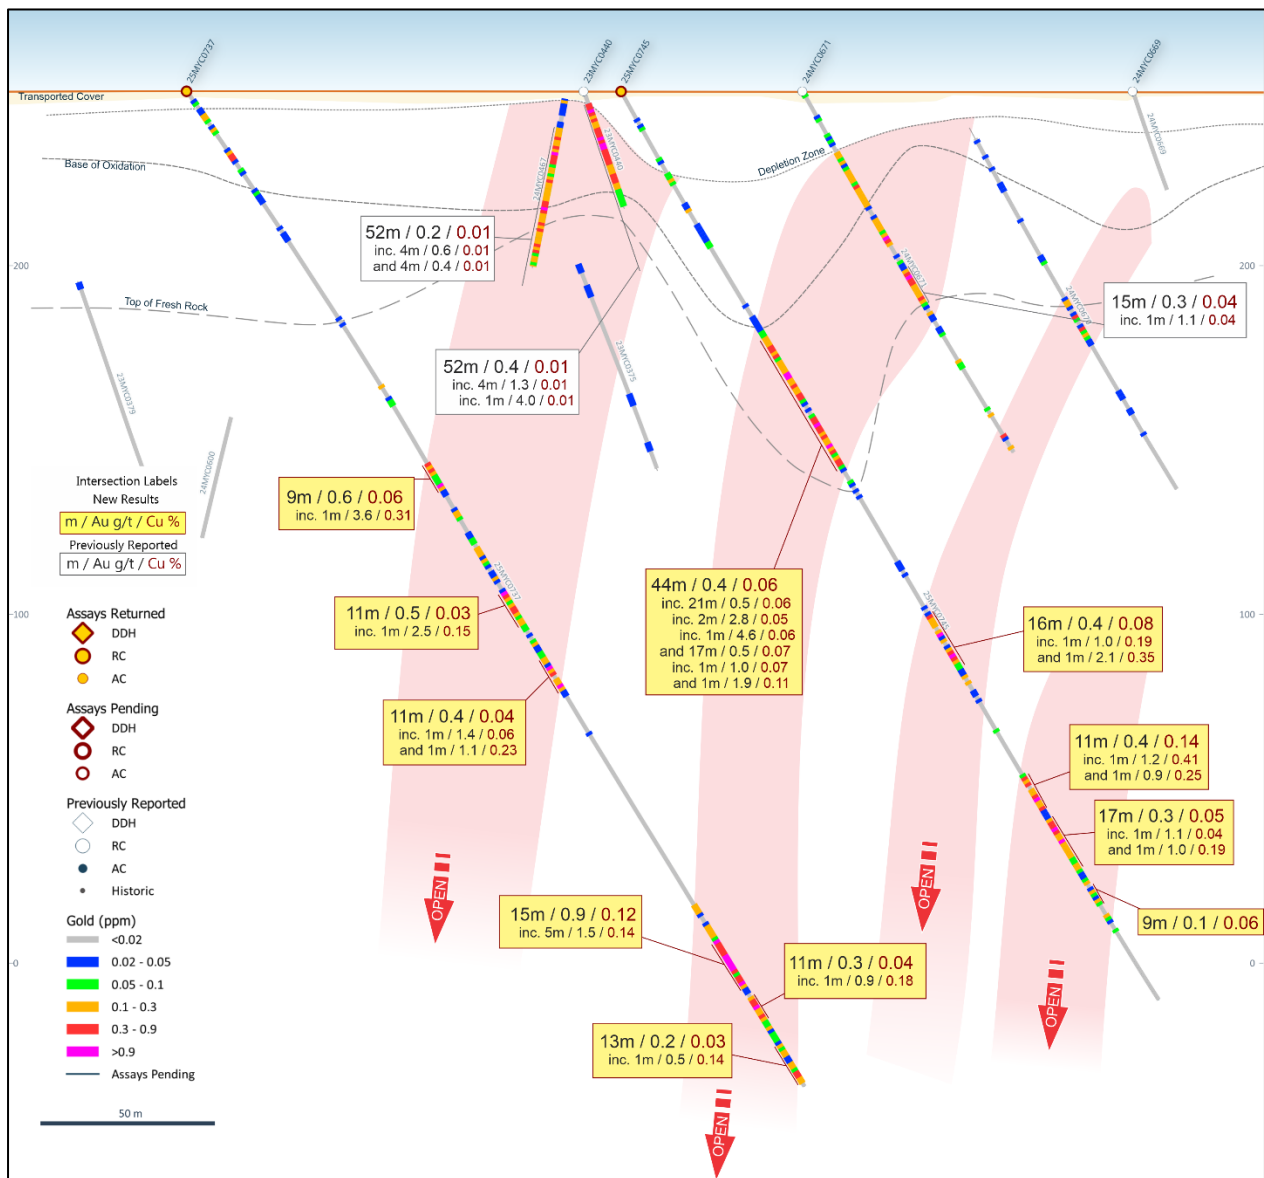 25MYC0737
23MYC0440
25MYC0745
24MYC0671
24MYC0669
Transported Cover
Base of Oxidation
Depletion Zone
Top of Fresh Rock
24MYC0669
24MYC0467
23MYC0440
200
200
52m / 0.2 / 0.01
inc. 4m / 0.6 / 0.01
and 4m / 0.4 / 0.01
24MYC0671
15m / 0.3 / 0.04
inc. 1m / 1.1 / 0.04
52m / 0.4 / 0.01
inc. 4m / 1.3 / 0.01
inc. 1m / 4.0 / 0.01
23MYC0375
23MYC0379
24MYC0600
Intersection Labels
New Results
m / Au g/t / Cu %
Previously Reported
m / Au g/t / Cu %
9m / 0.6 / 0.06
inc. 1m / 3.6 / 0.31
25MYC0737
11m / 0.5 / 0.03
inc. 1m / 2.5 / 0.15
44m / 0.4 / 0.06
inc. 21m / 0.5 / 0.06
inc. 2m / 2.8 / 0.05
inc. 1m / 4.6 / 0.06
and 17m / 0.5 / 0.07
inc. 1m / 1.0 / 0.07
and 1m / 1.9 / 0.11
25MYC0745
100
100
16m / 0.4 / 0.08
inc. 1m / 1.0 / 0.19
and 1m / 2.1 / 0.35
11m / 0.4 / 0.04
inc. 1m / 1.4 / 0.06
and 1m / 1.1 / 0.23
11m / 0.4 / 0.14
inc. 1m / 1.2 / 0.41
and 1m / 0.9 / 0.25
17m / 0.3 / 0.05
inc. 1m / 1.1 / 0.04
and 1m / 1.0 / 0.19
9m / 0.1 / 0.06
15m / 0.9 / 0.12
inc. 5m / 1.5 / 0.14
11m / 0.3 / 0.04
inc. 1m / 0.9 / 0.18
13m / 0.2 / 0.03
inc. 1m / 0.5 / 0.14
OPEN
OPEN
OPEN
OPEN
0
0
Assays Returned
DDH
RC
AC
Assays Pending
DDH
RC
AC
Previously Reported
DDH
RC
AC
Historic
Gold (ppm)
<0.02
0.02 - 0.05
0.05 - 0.1
0.1 - 0.3
0.3 - 0.9
>0.9
Assays Pending
50 m